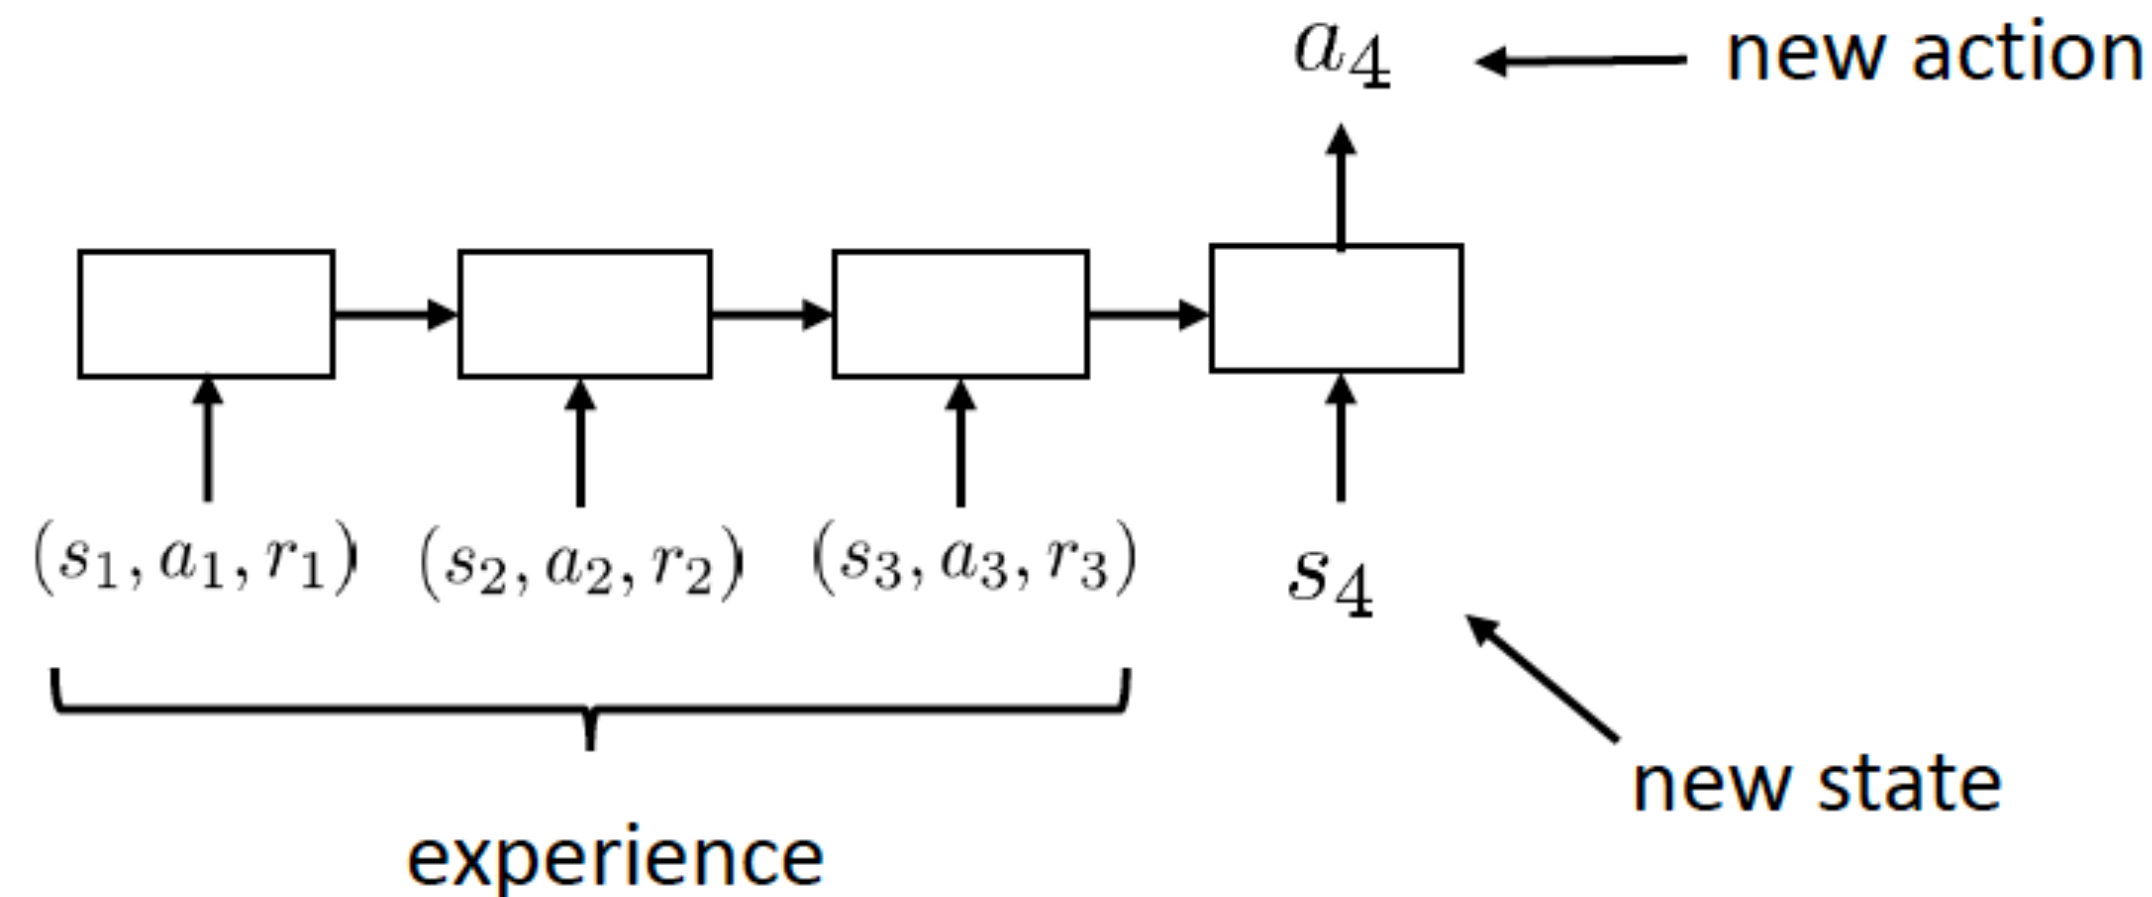 a₄
new action
(s₁, a₁, r₁)
(s₂, a₂, r₂)
(s₃, a₃, r₃)
s₄
new state
experience